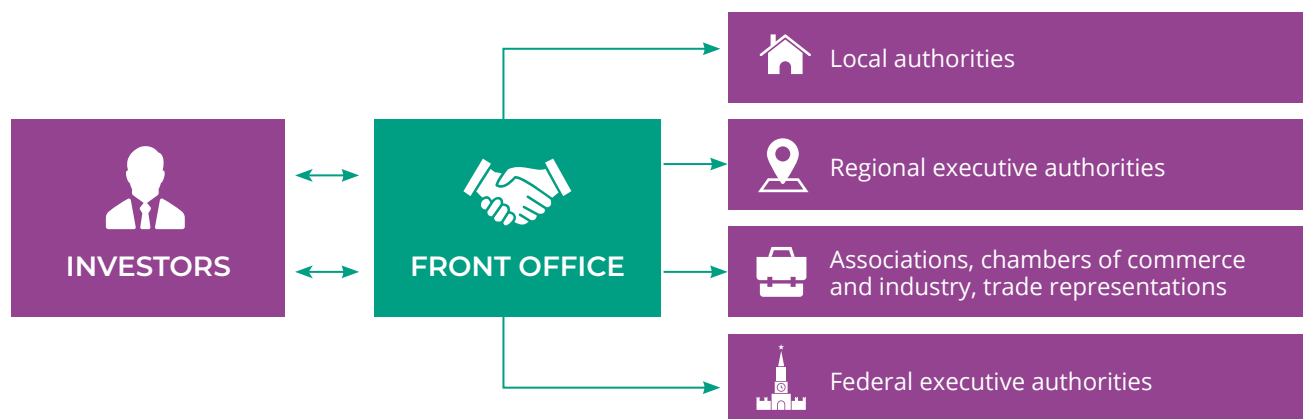 INVESTORS
FRONT OFFICE
Local authorities
Regional executive authorities
Associations, chambers of commerce
and industry, trade representations
Federal executive authorities